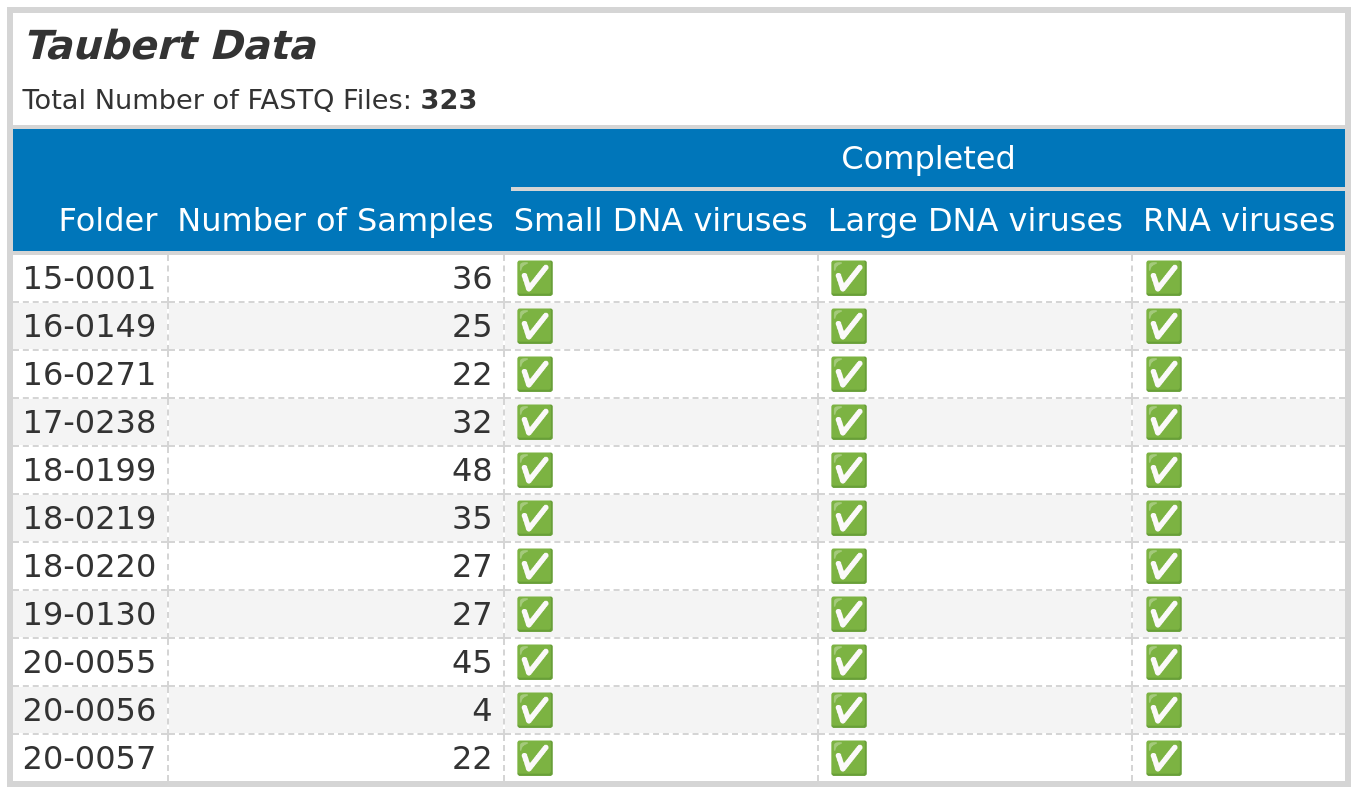 Taubert Data
Total Number of FASTQ Files: 323
Completed
Folder Number of Samples Small DNA viruses Large DNA viruses RNA viruses
15-0001 36 ✅ ✅ ✅
16-0149 25 ✅ ✅ ✅
16-0271 22 ✅ ✅ ✅
17-0238 32 ✅ ✅ ✅
18-0199 48 ✅ ✅ ✅
18-0219 35 ✅ ✅ ✅
18-0220 27 ✅ ✅ ✅
19-0130 27 ✅ ✅ ✅
20-0055 45 ✅ ✅ ✅
20-0056 4 ✅ ✅ ✅
20-0057 22 ✅ ✅ ✅